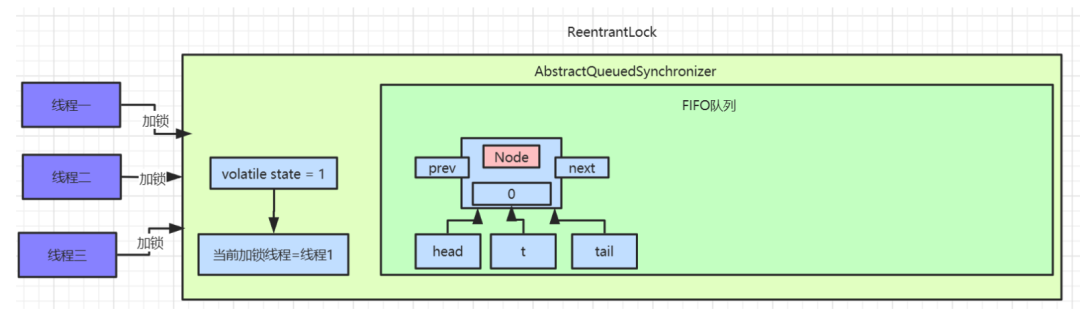 ReentrantLock
AbstractQueuedSynchronizer
FIFO队列
线程一
加锁
线程二
加锁
线程三
加锁
volatile state = 1
当前加锁线程=线程1
Node
prev
next
0
head
t
tail